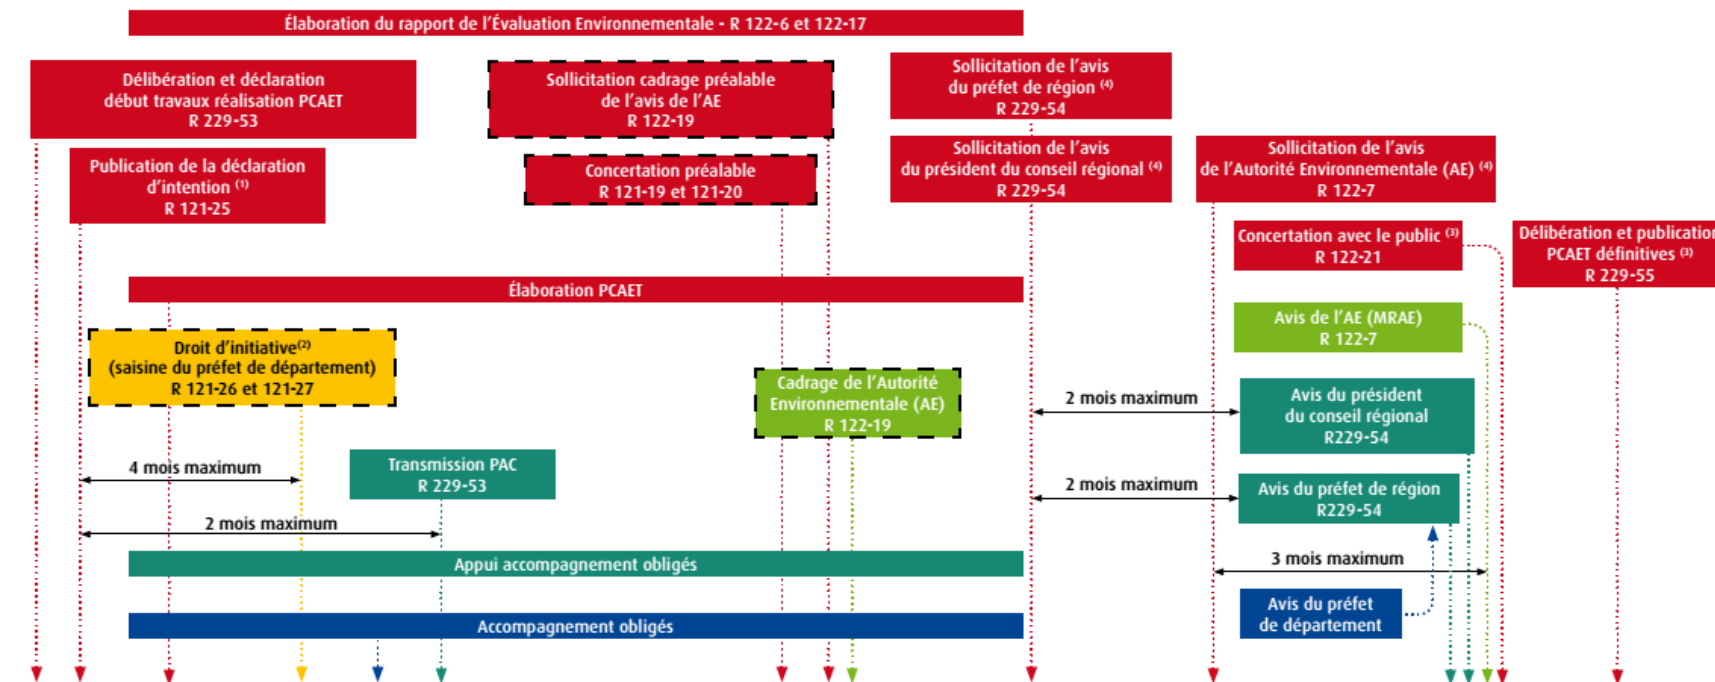 Élaboration du rapport de l'Évaluation Environnementale - R 122-6 et 122-17
Délibération et déclaration
début travaux réalisation PCAET
R 229-53
Publication de la déclaration
d'intention (1)
R 121-25
Sollicitation cadrage préalable
de l'avis de l'AE
R 122-19
Concertation préalable
R 121-19 et 121-20
Sollicitation de l'avis
du préfet de région (4)
R 229-54
Sollicitation de l'avis
du président du conseil régional (4)
R 229-54
Sollicitation de l'avis
de l'Autorité Environnementale (AE) (4)
R 122-7
Concertation avec le public (3)
R 122-21
Délibération et publication
PCAET définitives (3)
R 229-55
Élaboration PCAET
Droit d'initiative(2)
(saisine du préfet de département)
R 121-26 et 121-27
Avis de l'AE (MRAE)
R 122-7
Cadrage de l'Autorité
Environnementale (AE)
R 122-19
2 mois maximum
Avis du président
du conseil régional
R229-54
4 mois maximum
Transmission PAC
R 229-53
2 mois maximum
Avis du préfet de région
R229-54
2 mois maximum
Appui accompagnement obligés
3 mois maximum
Avis du préfet
de département
Accompagnement obligés